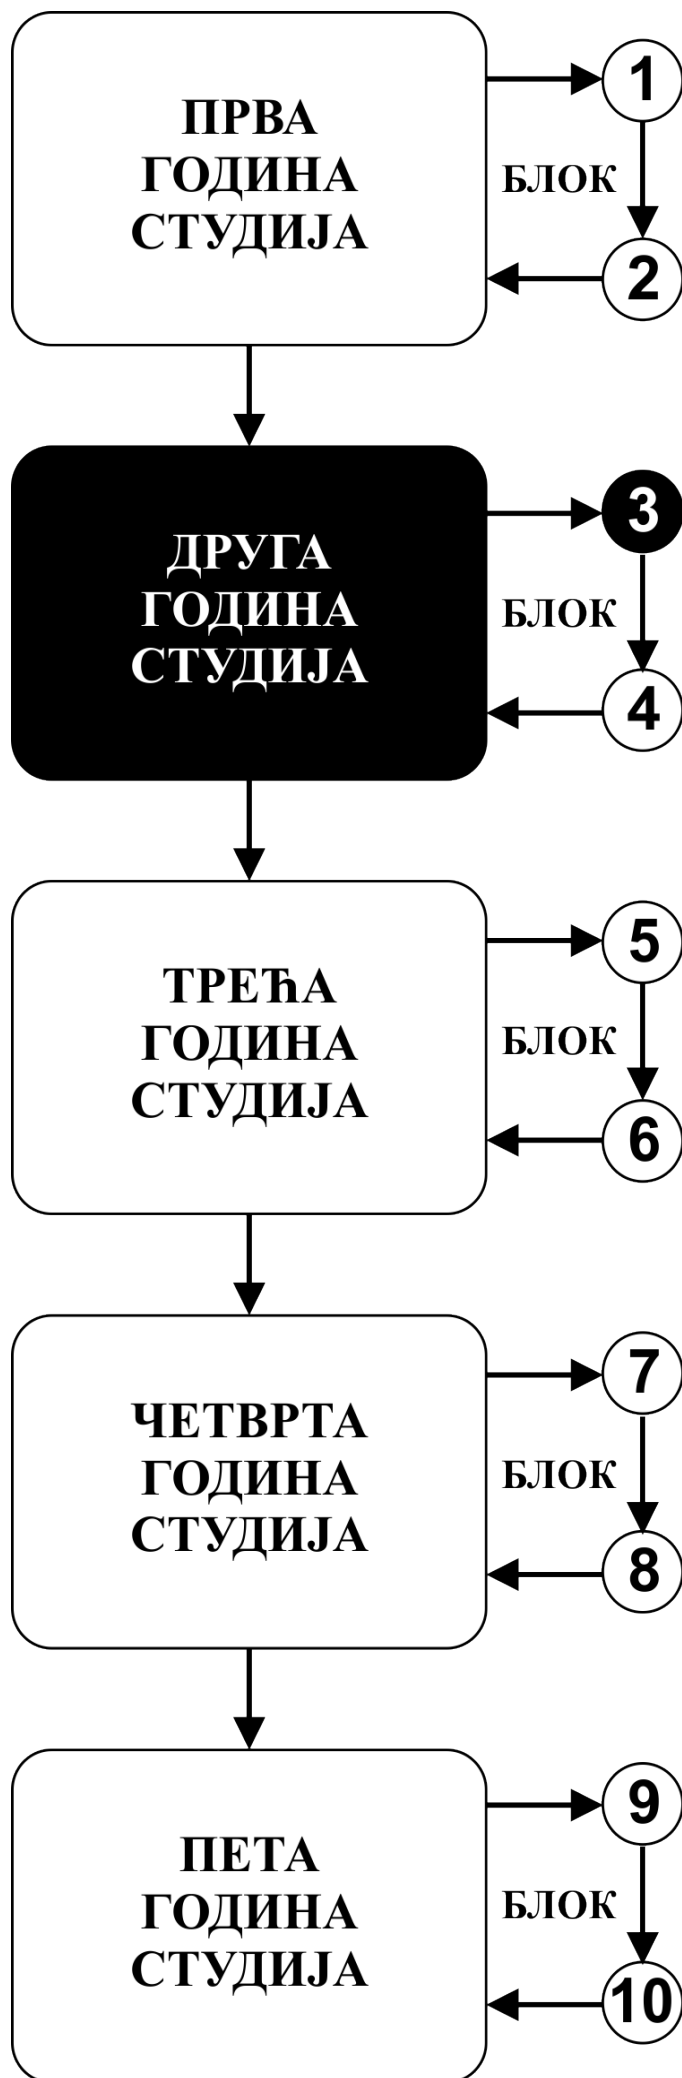 ПРВА
ГОДИНА
СТУДИЈА
1
БЛОК
2
ДРУГА
ГОДИНА
СТУДИЈА
3
БЛОК
4
ТРЕЋА
ГОДИНА
СТУДИЈА
5
БЛОК
6
ЧЕТВРТА
ГОДИНА
СТУДИЈА
7
БЛОК
8
ПЕТА
ГОДИНА
СТУДИЈА
9
БЛОК
10